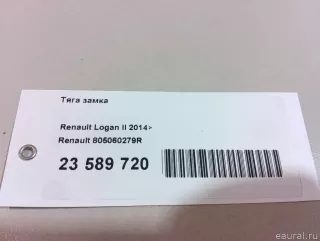 Тяга замка
Renault Logan II 2014>
Renault 805060279R
23 589 720
eaural.ru